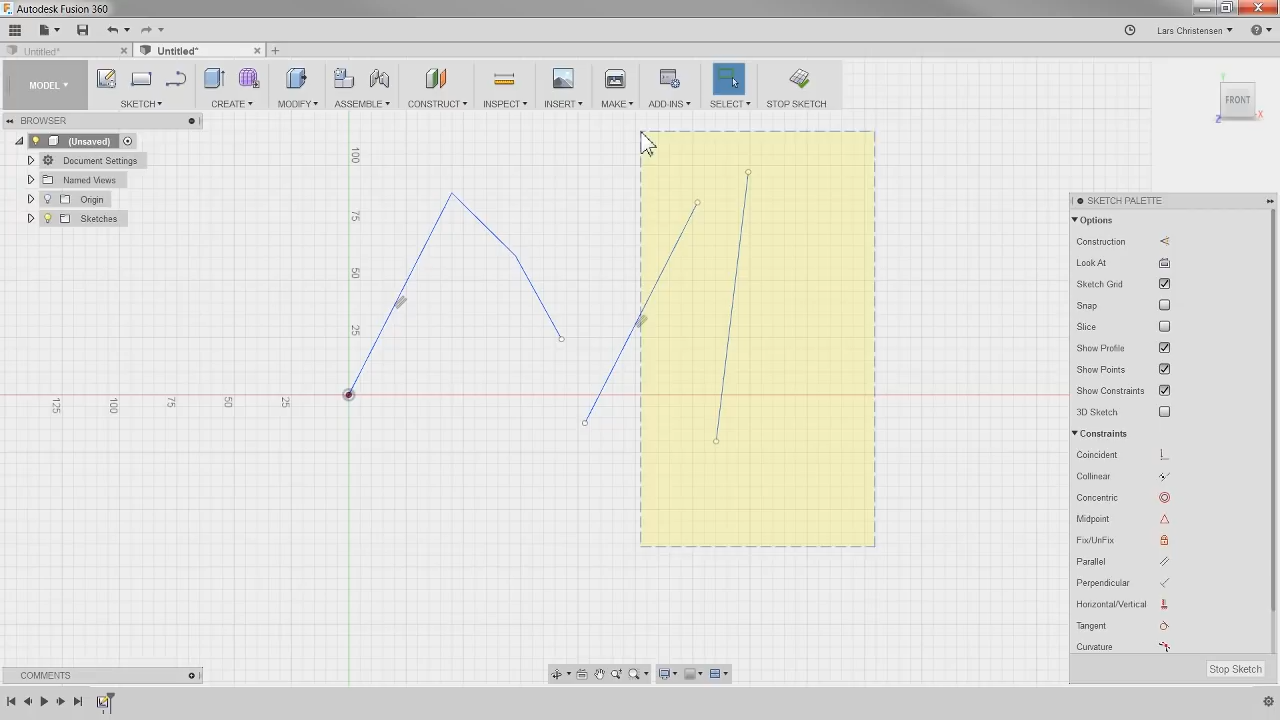 Autodesk Fusion 360
Lars Christensen
Untitled*
Untitled*
MODEL
SKETCH
CREATE
MODIFY
ASSEMBLE
CONSTRUCT
INSPECT
INSERT
MAKE
ADD-INS
SELECT
STOP SKETCH
FRONT
Y
X
Z
BROWSER
(Unsaved)
Document Settings
Named Views
Origin
Sketches
100
75
50
25
125
100
75
50
25
SKETCH PALETTE
Options
Construction
Look At
Sketch Grid
Snap
Slice
Show Profile
Show Points
Show Constraints
3D Sketch
Constraints
Coincident
Collinear
Concentric
Midpoint
Fix/UnFix
Parallel
Perpendicular
Horizontal/Vertical
Tangent
Curvature
Stop Sketch
COMMENTS